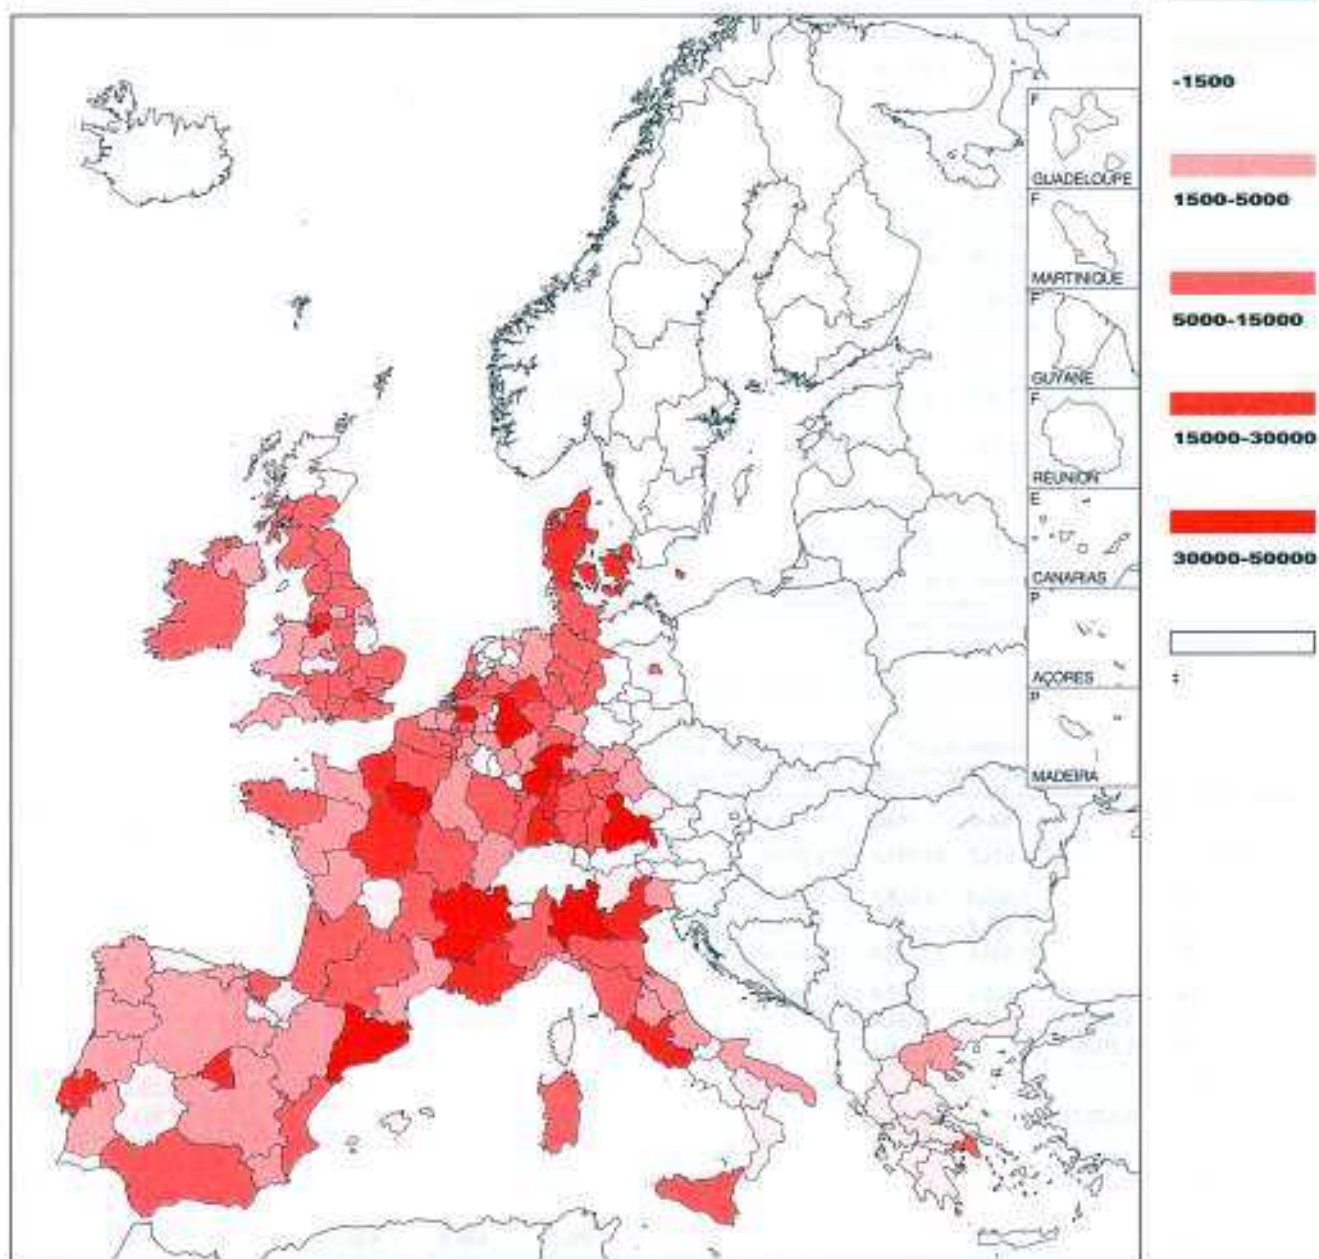 -1500
1500-5000
5000-15000
15000-30000
30000-50000
:
F
GUADELOUPE
F
MARTINIQUE
F
GUYANE
F
REUNION
E
CANARIAS
P
AÇORES
P
MADEIRA